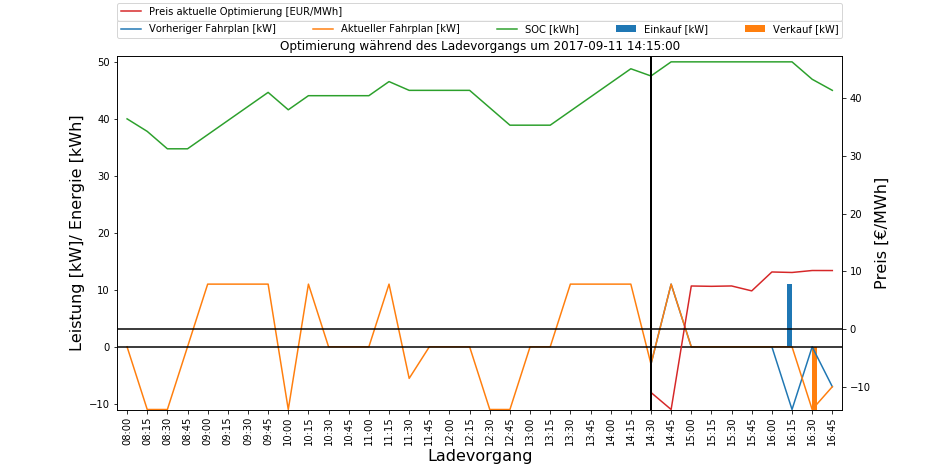 Preis aktuelle Optimierung [EUR/MWh]
Vorheriger Fahrplan [kW] Aktueller Fahrplan [kW] SOC [kWh] Einkauf [kW] Verkauf [kW]
Optimierung während des Ladevorgangs um 2017-09-11 14:15:00
Leistung [kW]/ Energie [kWh]
50
40
30
20
10
0
−10
Preis [€/MWh]
40
30
20
10
0
−10
08:00 08:15 08:30 08:45 09:00 09:15 09:30 09:45 10:00 10:15 10:30 10:45 11:00 11:15 11:30 11:45 12:00 12:15 12:30 12:45 13:00 13:15 13:30 13:45 14:00 14:15 14:30 14:45 15:00 15:15 15:30 15:45 16:00 16:15 16:30 16:45
Ladevorgang